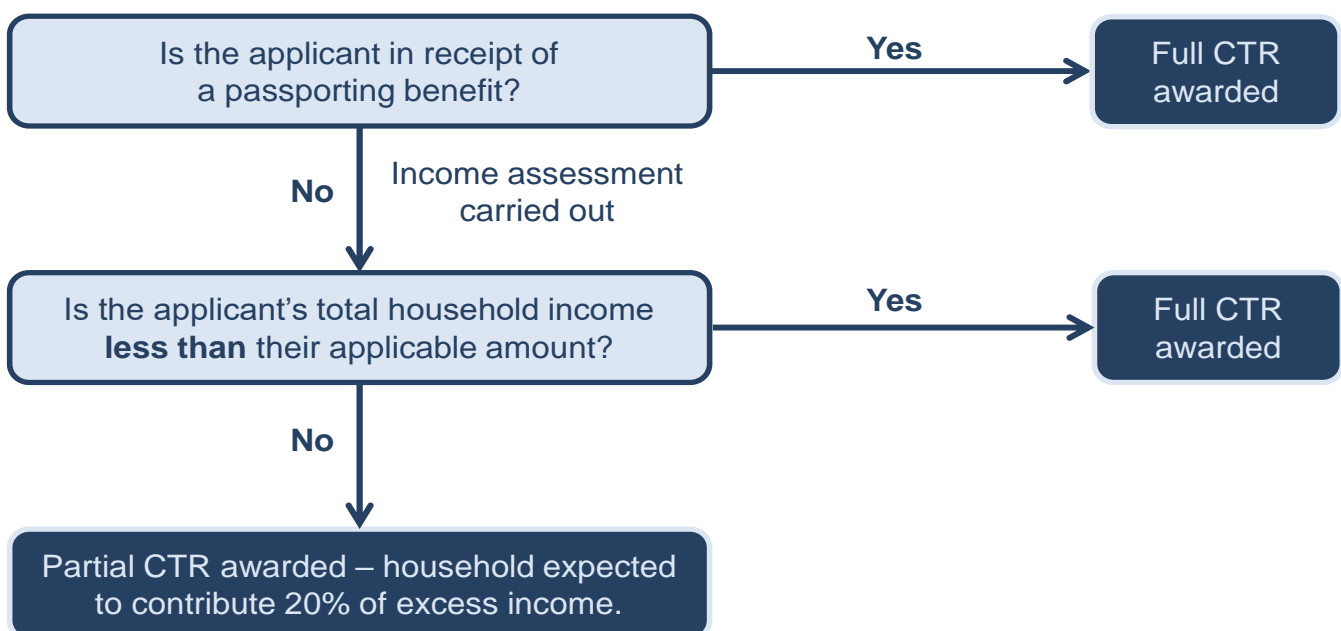 Is the applicant in receipt of
a passporting benefit?
Yes
Full CTR
awarded
No
Income assessment
carried out
Is the applicant’s total household income
less than their applicable amount?
Yes
Full CTR
awarded
No
Partial CTR awarded – household expected
to contribute 20% of excess income.